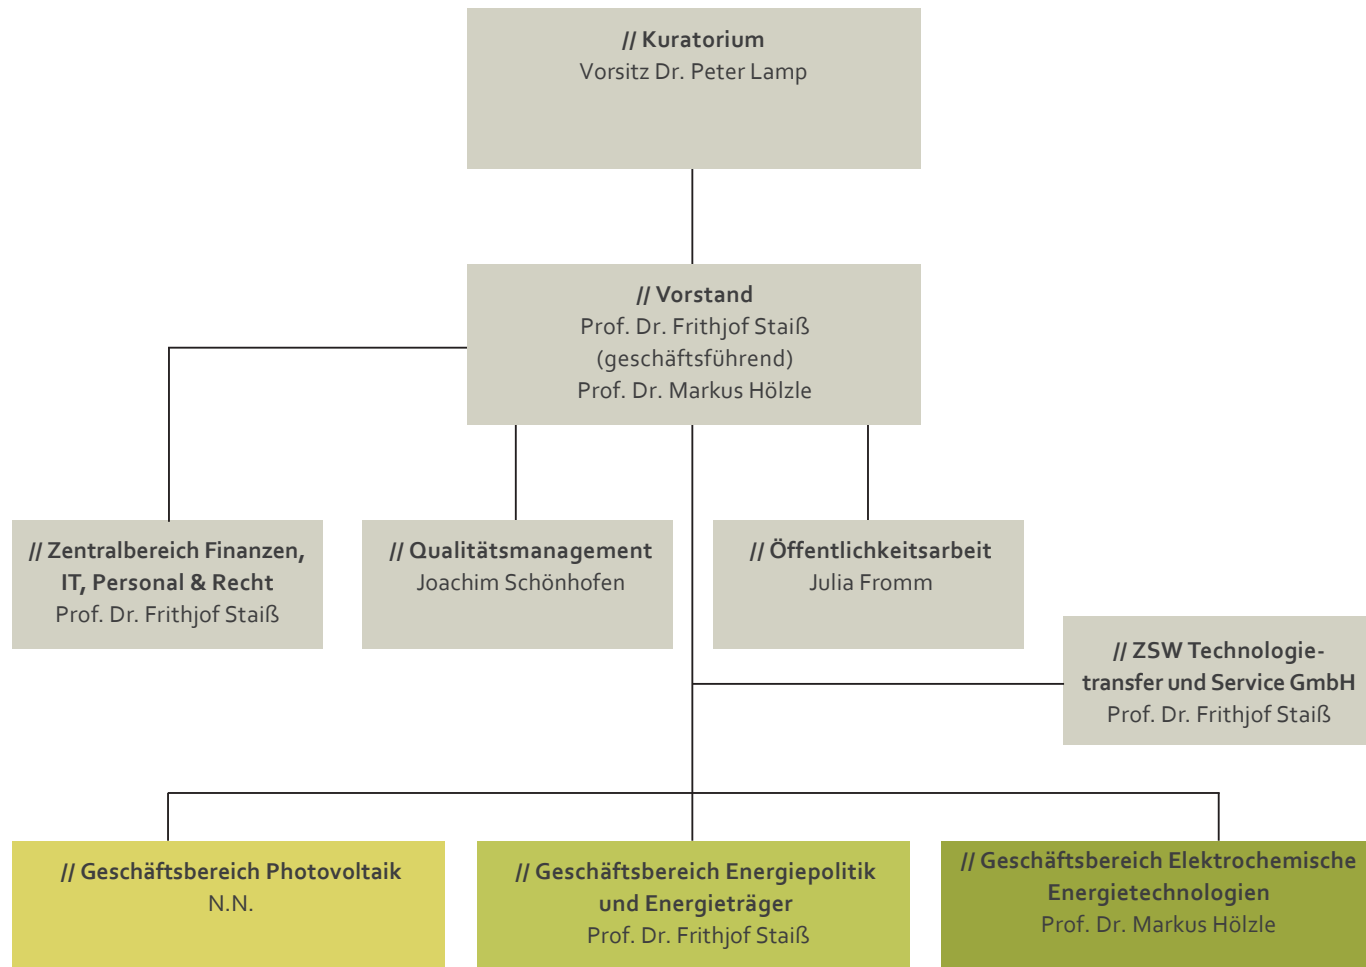 // Kuratorium
Vorsitz Dr. Peter Lamp
// Vorstand
Prof. Dr. Frithjof Staiß
(geschäftsführend)
Prof. Dr. Markus Hölzle
// Zentralbereich Finanzen,
IT, Personal & Recht
Prof. Dr. Frithjof Staiß
// Qualitätsmanagement
Joachim Schönhofen
// Öffentlichkeitsarbeit
Julia Fromm
// ZSW Technologie-
transfer und Service GmbH
Prof. Dr. Frithjof Staiß
// Geschäftsbereich Photovoltaik
N.N.
// Geschäftsbereich Energiepolitik
und Energieträger
Prof. Dr. Frithjof Staiß
// Geschäftsbereich Elektrochemische
Energietechnologien
Prof. Dr. Markus Hölzle